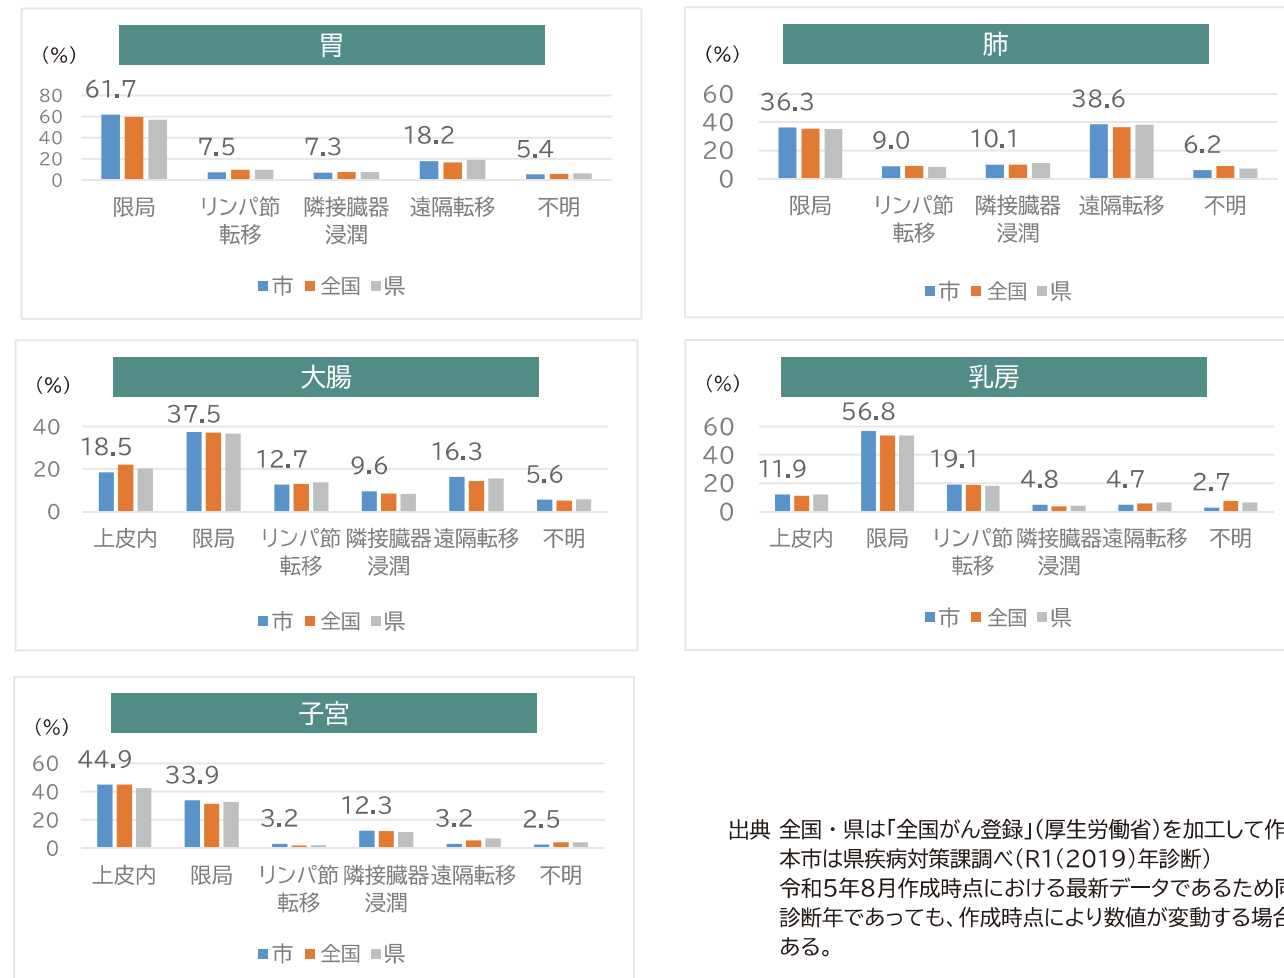 胃
(%)
61.7
7.5
7.3
18.2
5.4
80
60
40
20
0
限局
リンパ節
転移
隣接臓器
浸潤
遠隔転移
不明
市 全国 県
肺
(%)
36.3
9.0
10.1
38.6
6.2
60
40
20
0
限局
リンパ節
転移
隣接臓器
浸潤
遠隔転移
不明
市 全国 県
大腸
(%)
18.5
37.5
12.7
9.6
16.3
5.6
40
20
0
上皮内
限局
リンパ節
転移
隣接臓器
浸潤
遠隔転移
不明
市 全国 県
乳房
(%)
11.9
56.8
19.1
4.8
4.7
2.7
60
40
20
0
上皮内
限局
リンパ節
転移
隣接臓器
浸潤
遠隔転移
不明
市 全国 県
子宮
(%)
44.9
33.9
3.2
12.3
3.2
2.5
60
40
20
0
上皮内
限局
リンパ節
転移
隣接臓器
浸潤
遠隔転移
不明
市 全国 県
出典 全国・県は「全国がん登録」(厚生労働省)を加工して作
本市は県疾病対策課調べ(R1(2019)年診断)
令和5年8月作成時点における最新データであるため同
診断年であっても、作成時点により数値が変動する場合
ある。